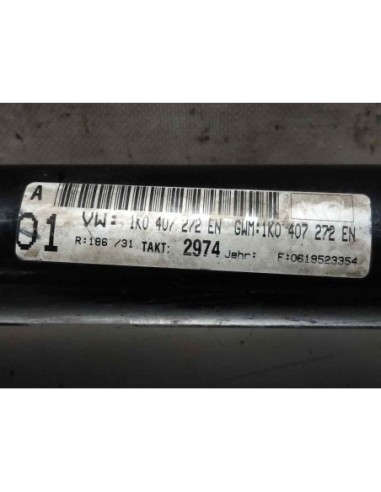 A
01
VW: 1K0 407 272 EN GWM:1K0 407 272 EN
R:186 /31 TAKT: 2974 Jahr: F:0619523354